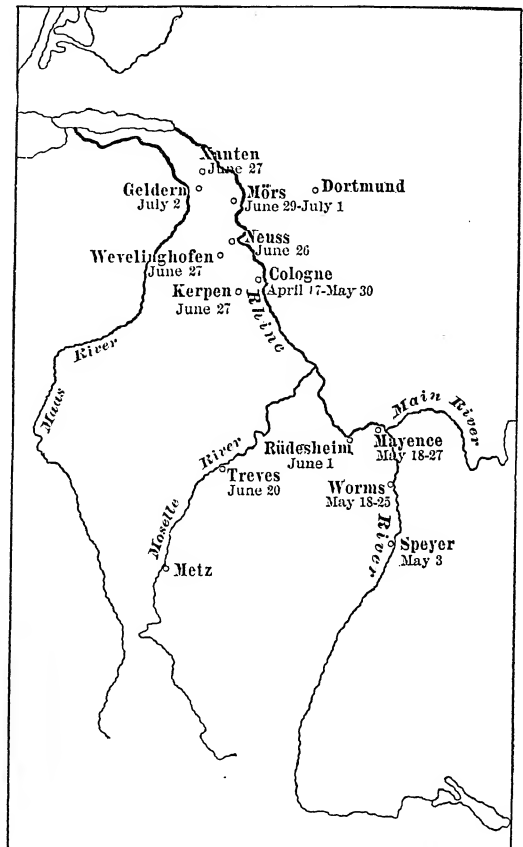 Xanten
June 27
Geldern
July 2
Mörs
June 29-July 1
Dortmund
Neuss
June 26
Wevelinghofen
June 27
Cologne
April 17-May 30
Kerpen
June 27
Rhine
River
Maas
Main River
Mayence
May 18-27
Rüdesheim
June 1
River
Treves
June 20
Worms
May 18-25
Moselle
River
Speyer
May 3
Metz